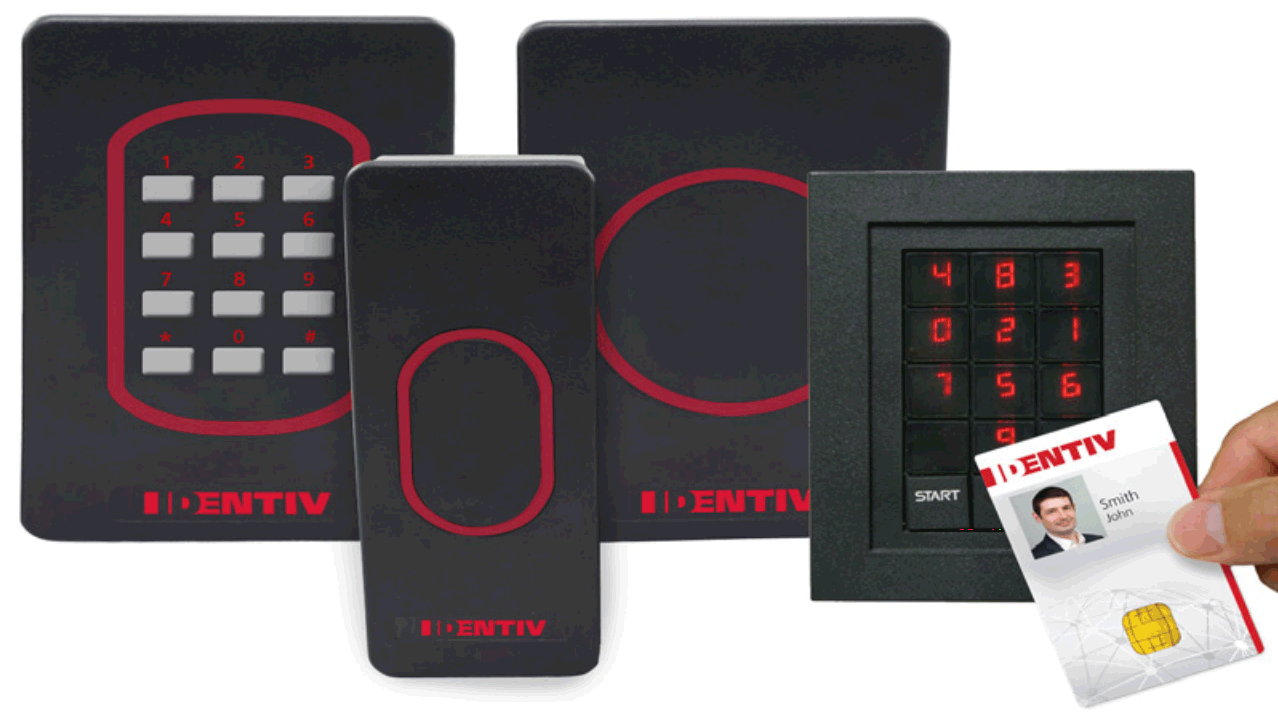 1 2 3
4 5 6
7 8 9
* 0 #
IDENTIV
IDENTIV
IDENTIV
4 8 3
0 2 1
7 5 6
9
START
IDENTIV
Smith
John